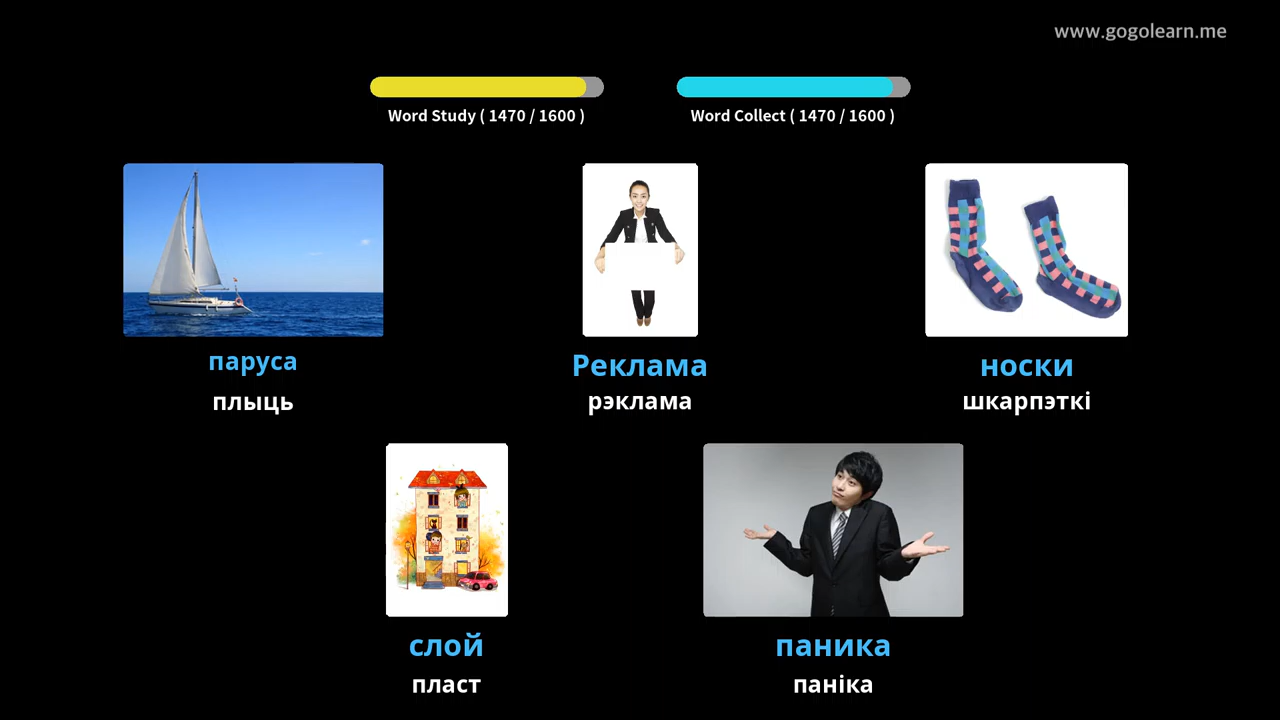 www.gogolearn.me
Word Study ( 1470 / 1600 )
Word Collect ( 1470 / 1600 )
паруса
плыць
Реклама
рэклама
носки
шкарпэткі
слой
пласт
паника
паніка